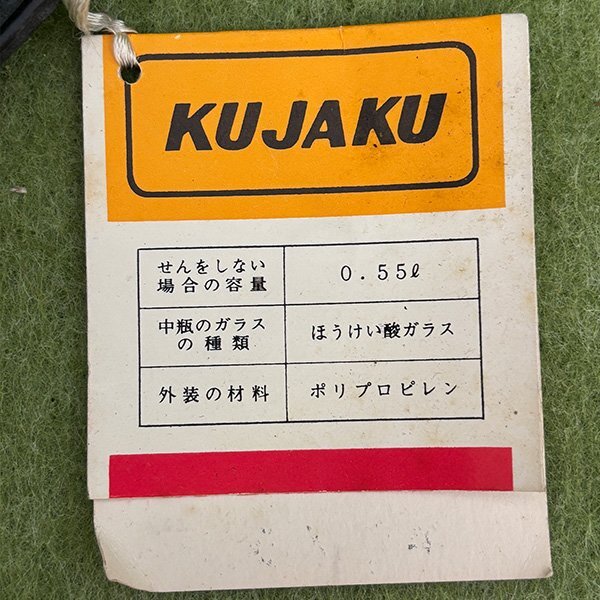 KUJAKU
せんをしない
場合の容量
0.55ℓ
中瓶のガラス
の種類
ほうけい酸ガラス
外装の材料
ポリプロピレン